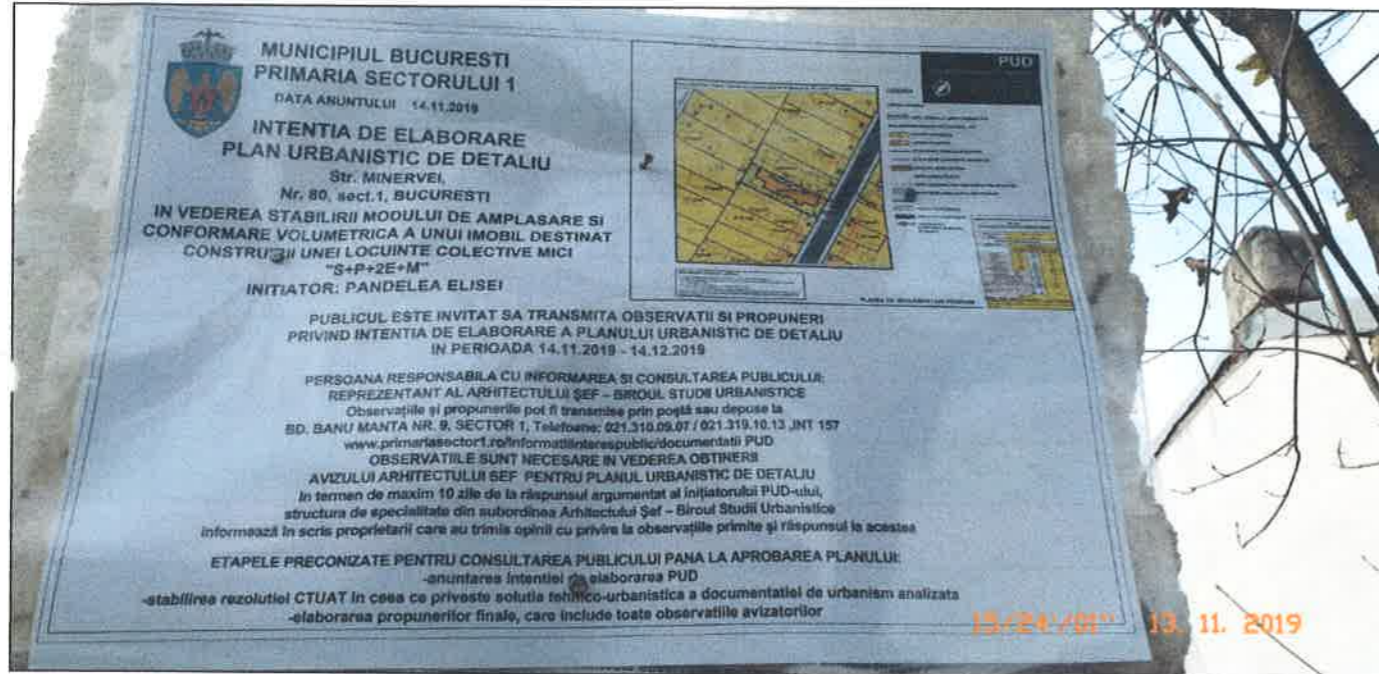 MUNICIPIUL BUCURESTI
PRIMARIA SECTORULUI 1
DATA ANUNTULUI 14.11.2019
INTENTIA DE ELABORARE
PLAN URBANISTIC DE DETALIU
Str. MINERVEI,
Nr. 80, sect.1, BUCURESTI
IN VEDEREA STABILIRII MODULUI DE AMPLASARE SI
CONFORMARE VOLUMETRICA A UNUI IMOBIL DESTINAT
CONSTRUIRII UNEI LOCUINTE COLECTIVE MICI
"S+P+2E+M"
INITIATOR: PANDELEA ELISEI
PUD
PUBLICUL ESTE INVITAT SA TRANSMITA OBSERVATII SI PROPUNERI
PRIVIND INTENTIA DE ELABORARE A PLANULUI URBANISTIC DE DETALIU
IN PERIOADA 14.11.2019 - 14.12.2019
PERSOANA RESPONSABILA CU INFORMAREA SI CONSULTAREA PUBLICULUI:
REPREZENTANT AL ARHITECTULUI ŞEF – BIROUL STUDII URBANISTICE
Observaţiile şi propunerile pot fi transmise prin poştă sau depuse la
BD. BANU MANTA NR. 9, SECTOR 1, Telefoane: 021.310.09.07 / 021.319.10.13 ,INT 157
www.primariasector1.ro/informatiiinterespublic/documentatii PUD
OBSERVATIILE SUNT NECESARE IN VEDEREA OBTINERII
AVIZULUI ARHITECTULUI SEF PENTRU PLANUL URBANISTIC DE DETALIU
In termen de maxim 10 zile de la răspunsul argumentat al iniţiatorului PUD-ului,
structura de specialitate din subordinea Arhitectului Şef – Biroul Studii Urbanistice
informează în scris proprietarii care au trimis opinii cu privire la observaţiile primite şi răspunsul la acestea
ETAPELE PRECONIZATE PENTRU CONSULTAREA PUBLICULUI PANA LA APROBAREA PLANULUI:
-anuntarea intentiei de elaborarea PUD
-stabilirea rezolutiei CTUAT in ceea ce priveste solutia tehnico-urbanistica a documentatiei de urbanism analizata
-elaborarea propunerilor finale, care include toate observatiile avizatorilor
13. 11. 2019